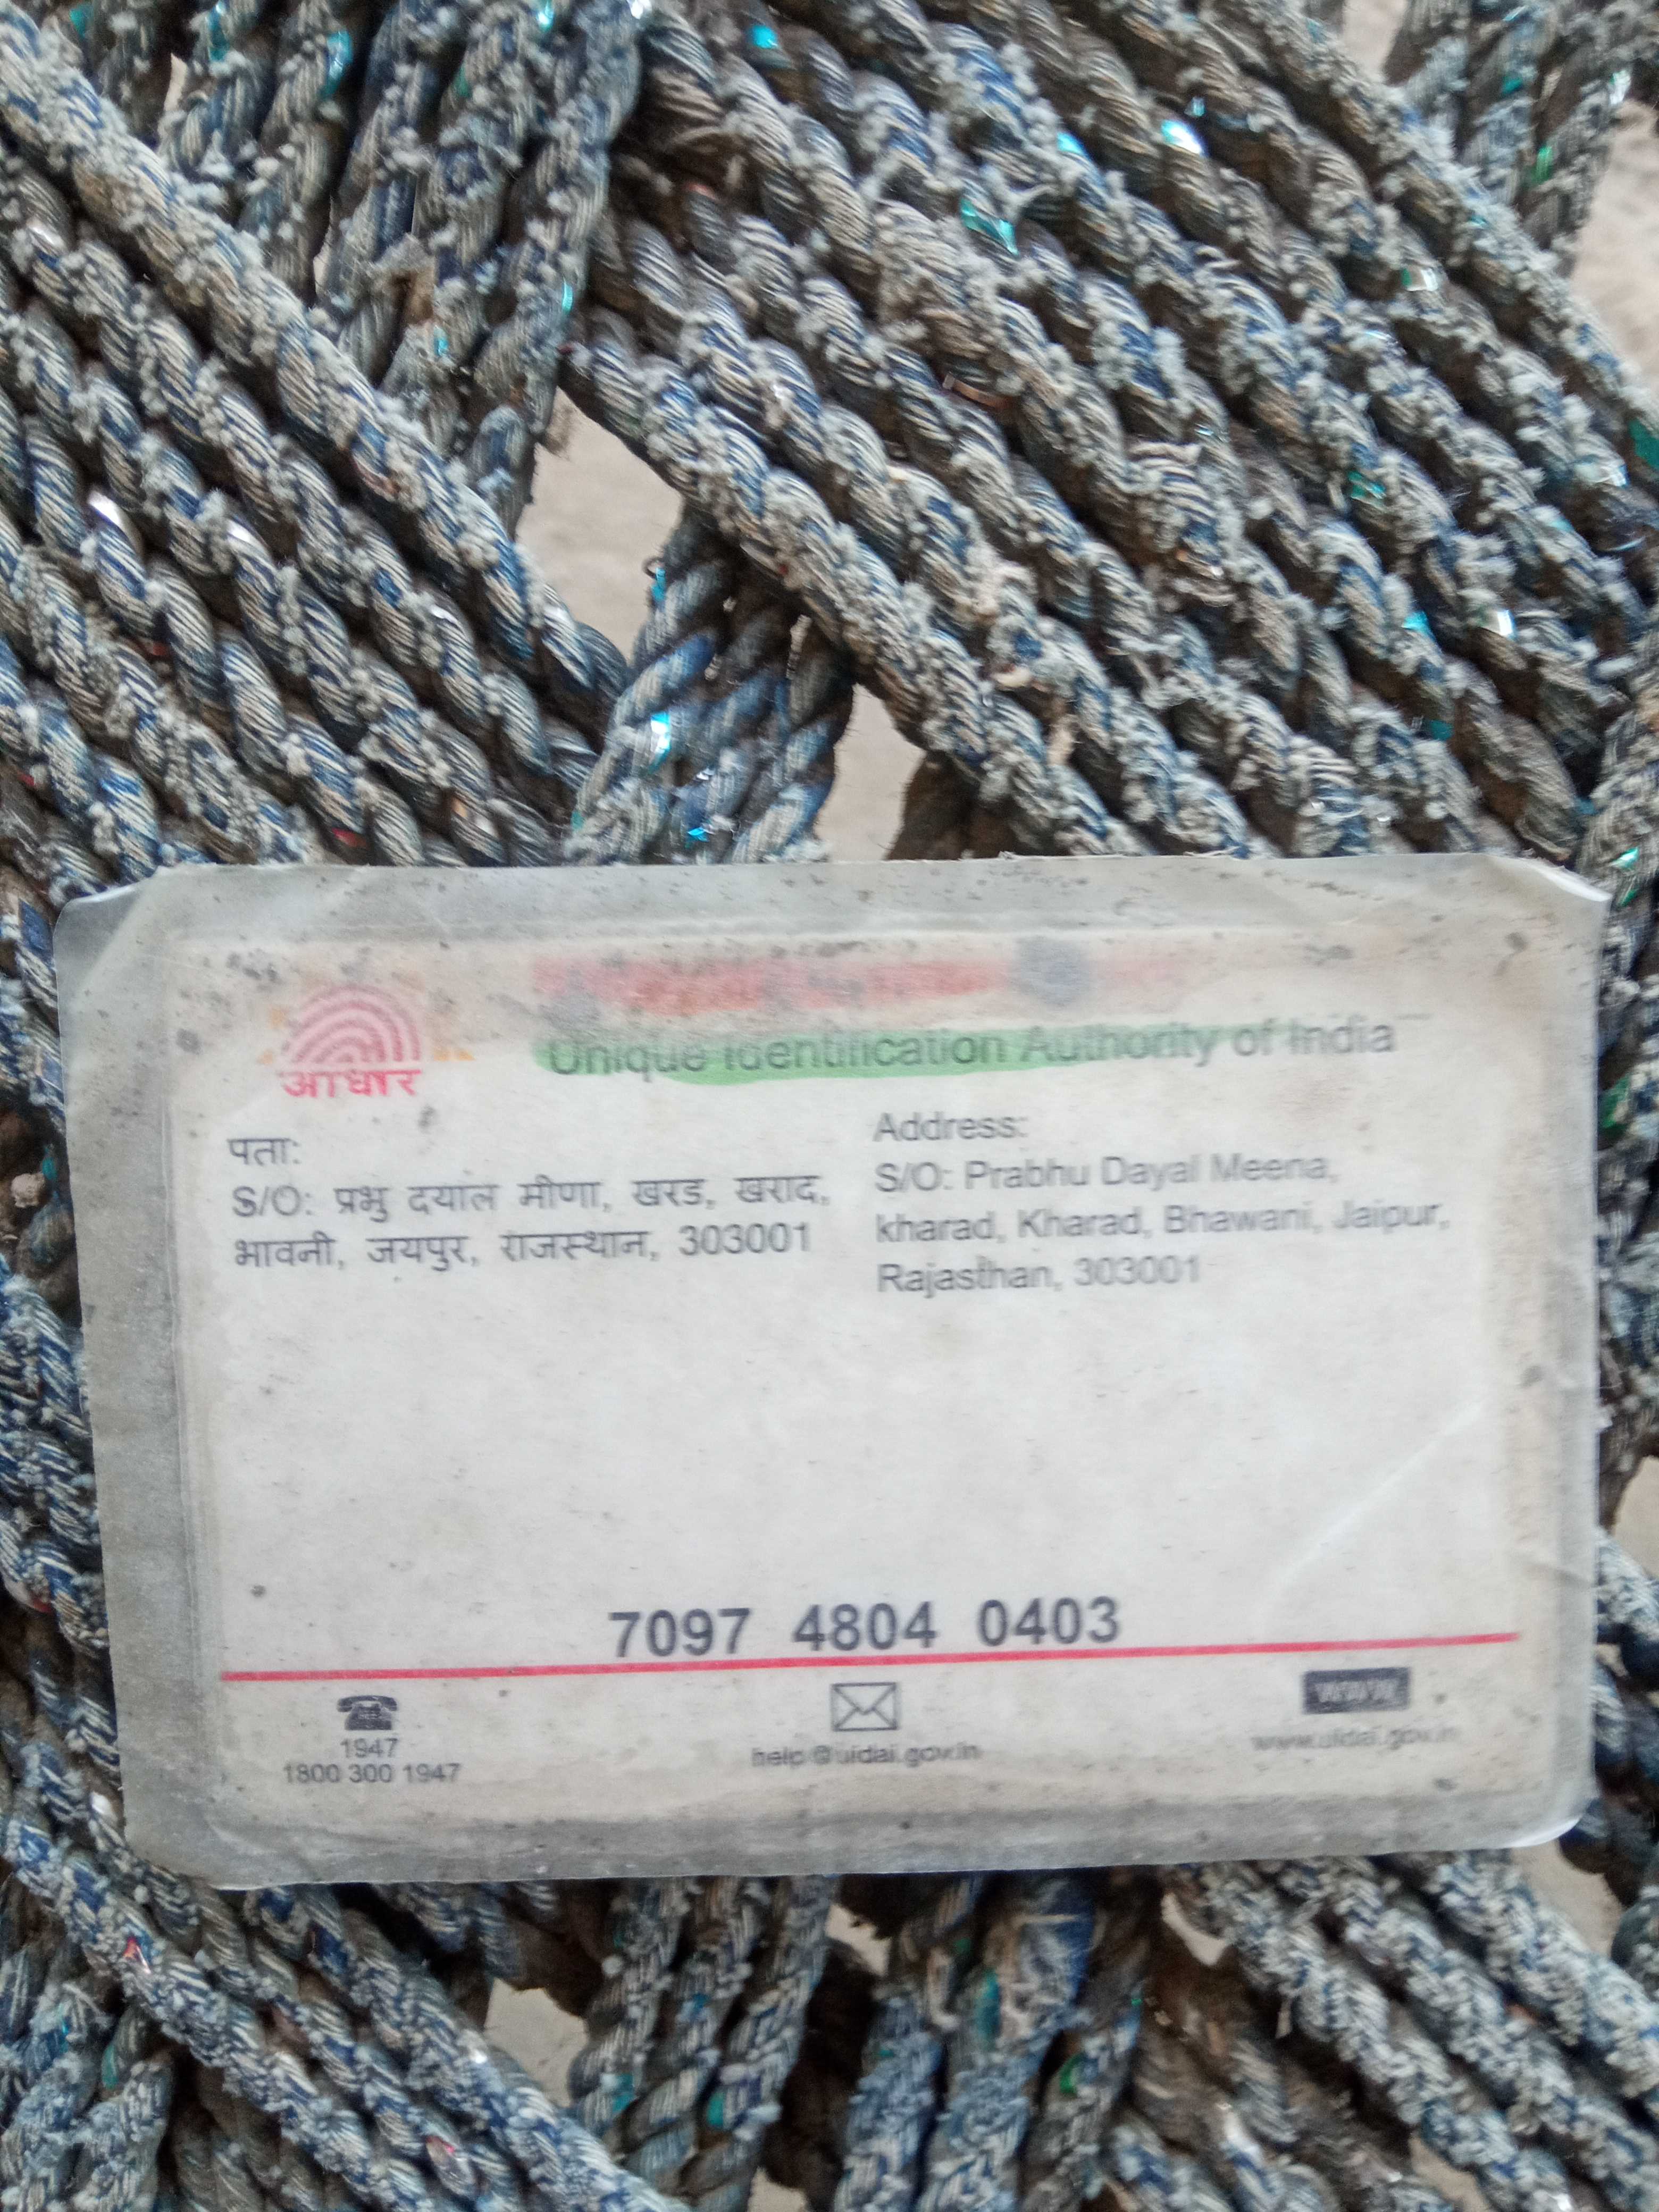 आधार
Unique Identification Authority of India
पता:
S/O: प्रभु दयाल मीणा, खरड, खराद,
भावनी, जयपुर, राजस्थान, 303001
Address:
S/O: Prabhu Dayal Meena,
kharad, Kharad, Bhawani, Jaipur,
Rajasthan, 303001
7097 4804 0403
1947
1800 300 1947
help@uidai.gov.in
www
www.uidai.gov.in